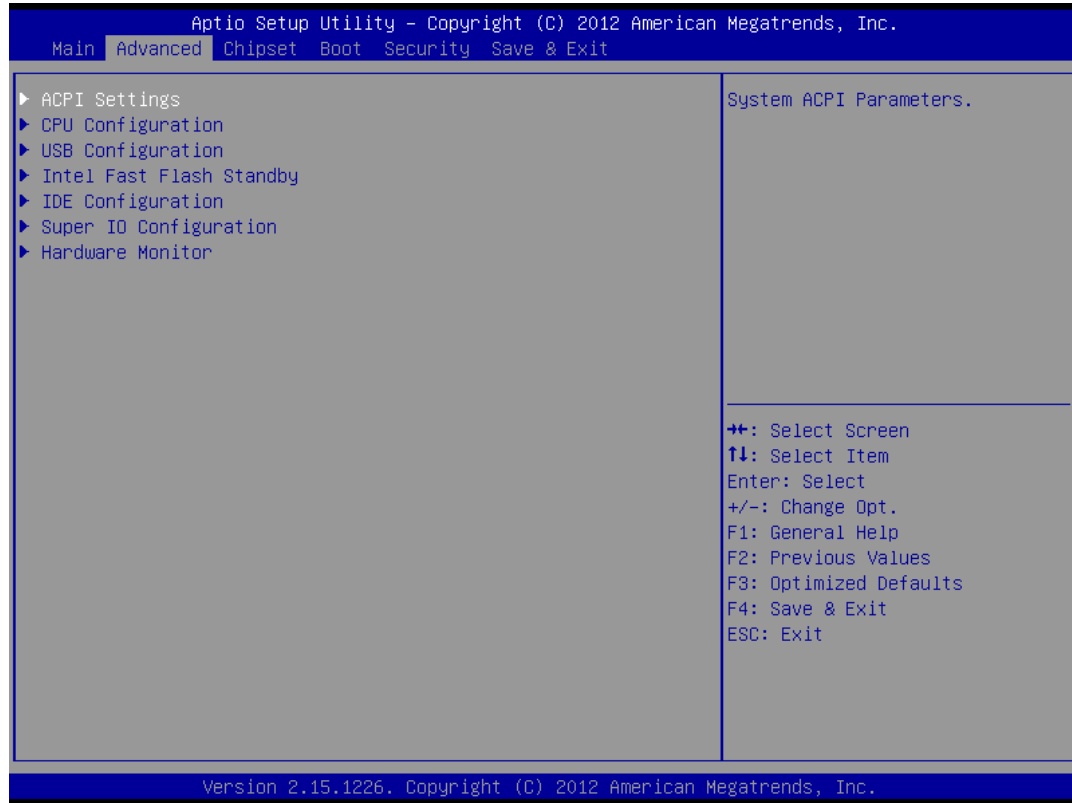 Aptio Setup Utility – Copyright (C) 2012 American Megatrends, Inc.
Main Advanced Chipset Boot Security Save & Exit
▶ ACPI Settings
▶ CPU Configuration
▶ USB Configuration
▶ Intel Fast Flash Standby
▶ IDE Configuration
▶ Super IO Configuration
▶ Hardware Monitor
System ACPI Parameters.
→←: Select Screen
↑↓: Select Item
Enter: Select
+/-: Change Opt.
F1: General Help
F2: Previous Values
F3: Optimized Defaults
F4: Save & Exit
ESC: Exit
Version 2.15.1226. Copyright (C) 2012 American Megatrends, Inc.